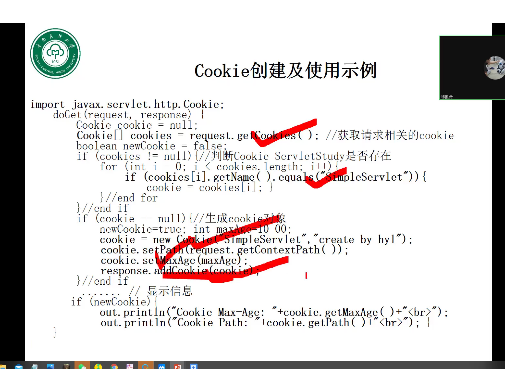 Cookie创建及使用示例
import javax.servlet.http.Cookie;
doGet(request, response) {
Cookie cookie = null;
Cookie[] cookies = request.getCookies( ); //获取请求相关的cookie
boolean newCookie = false;
if (cookies != null){//判断Cookie ServletStudy是否存在
for (int i = 0; i < cookies.length; i++){
if (cookies[i].getName( ).equals("SimpleServlet")){
cookie = cookies[i]; }
}//end for
}//end if
if (cookie == null){//生成cookie对象
newCookie=true; int maxAge=10 00;
cookie = new Cookie("SimpleServlet","create by hyl");
cookie.setPath(request.getContextPath( ));
cookie.setMaxAge(maxAge);
response.addCookie(cookie);
}//end if
....... // 显示信息
if (newCookie){
out.println("Cookie Max-Age: "+cookie.getMaxAge( )+"<br>");
out.println("Cookie Path: "+cookie.getPath( )+"<br>"); }
}